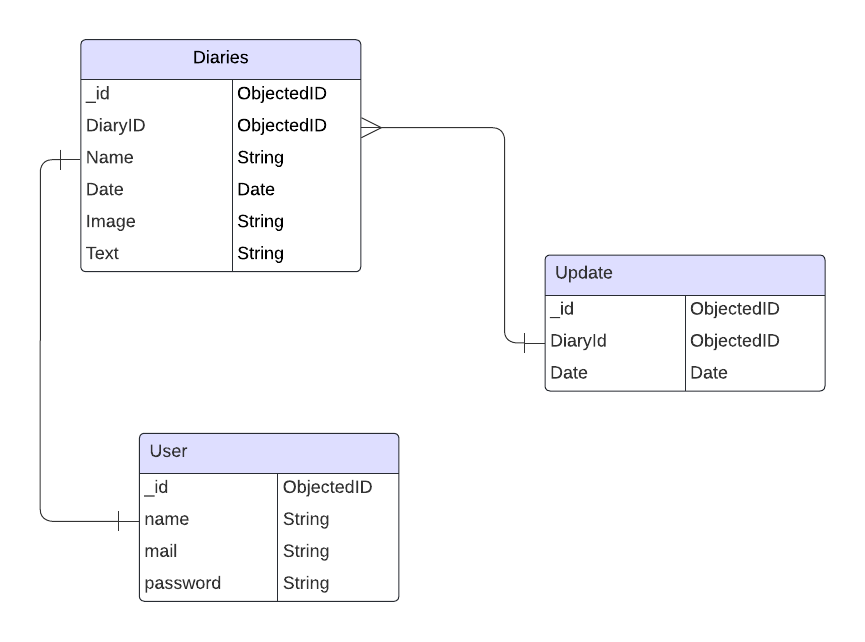 Diaries
_id ObjectedID
DiaryID ObjectedID
Name String
Date Date
Image String
Text String
Update
_id ObjectedID
DiaryId ObjectedID
Date Date
User
_id ObjectedID
name String
mail String
password String